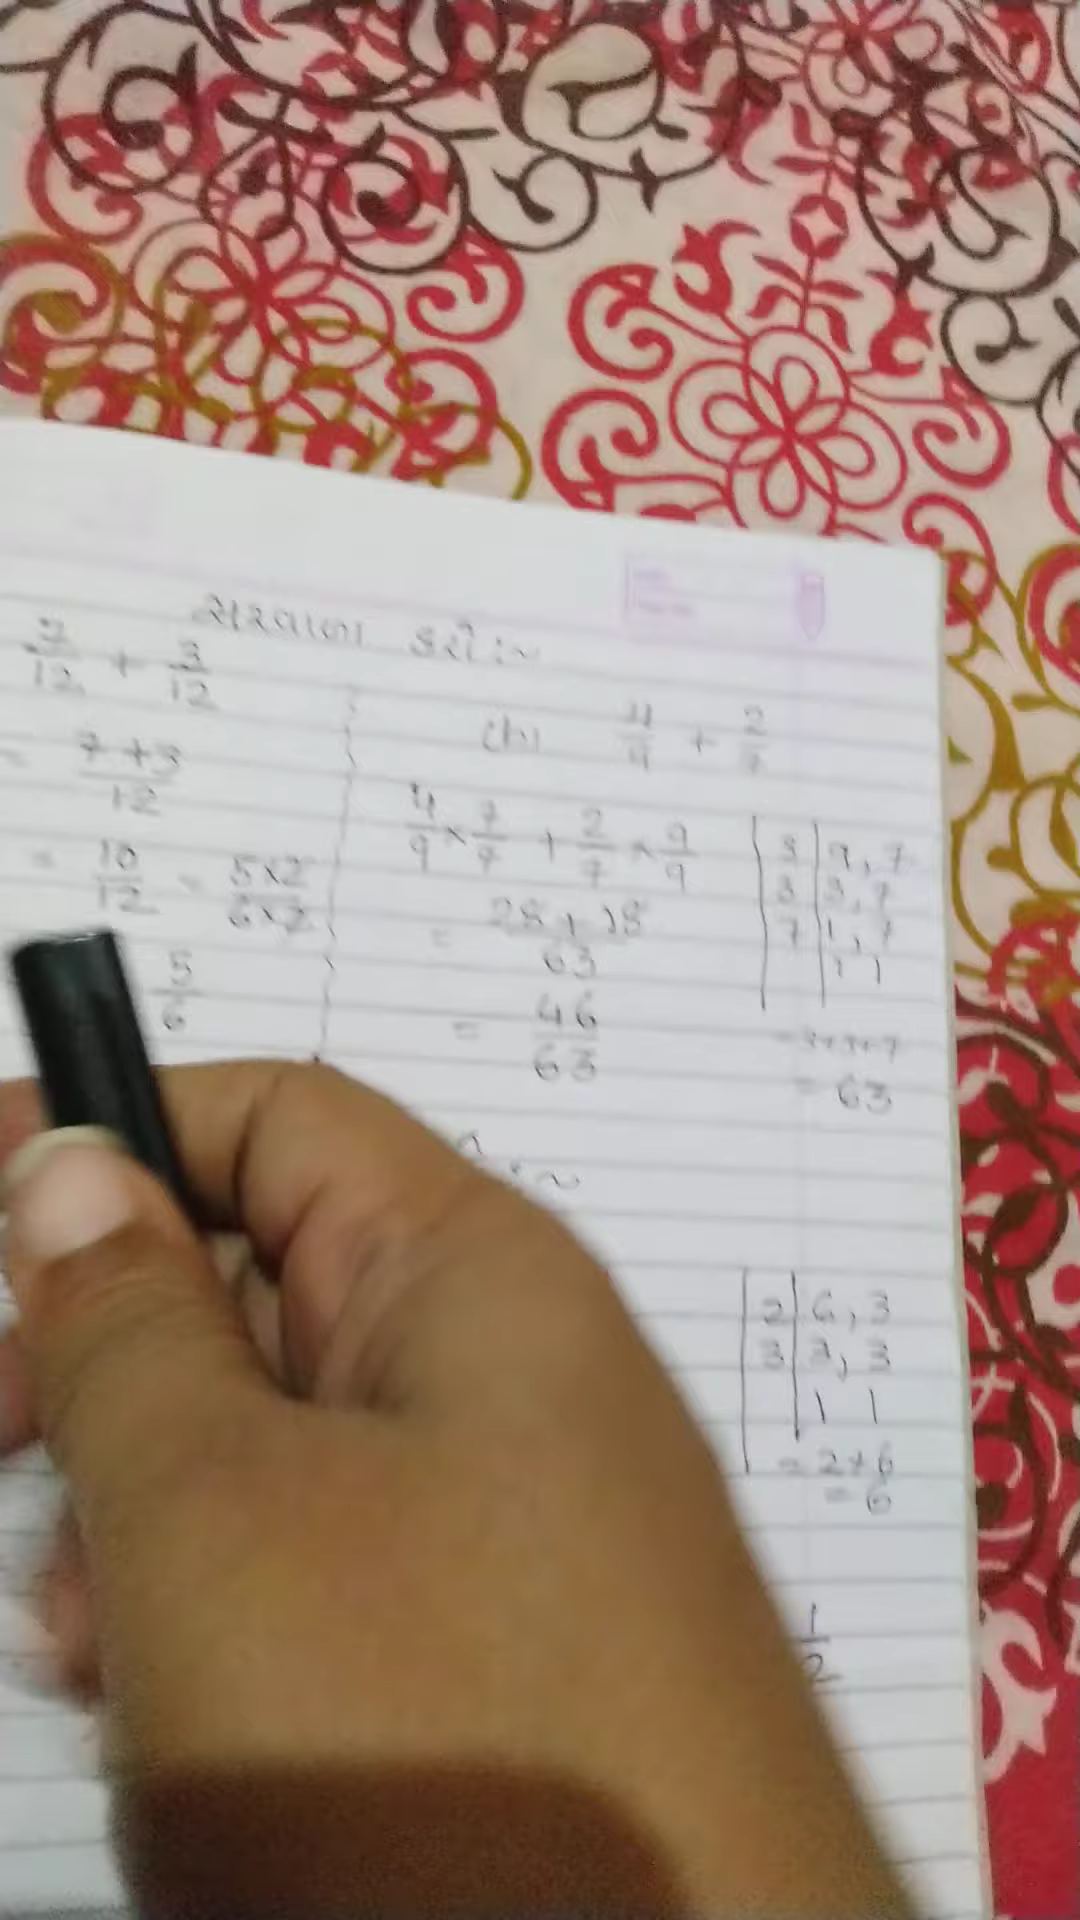 સરવાળા કરો :~
7/12 + 3/12
= 7+3/12
= 10/12 = 5×2/6×2
5/6
(b) 4/9 + 2/7
4/9 × 7/7 + 2/7 × 9/9
= 28+18/63
= 46/63
3 | 9, 7
3 | 3, 7
7 | 1, 7
1 1
= 3×3×7
= 63
:~
2 | 6, 3
3 | 3, 3
1 1
= 6
1/2